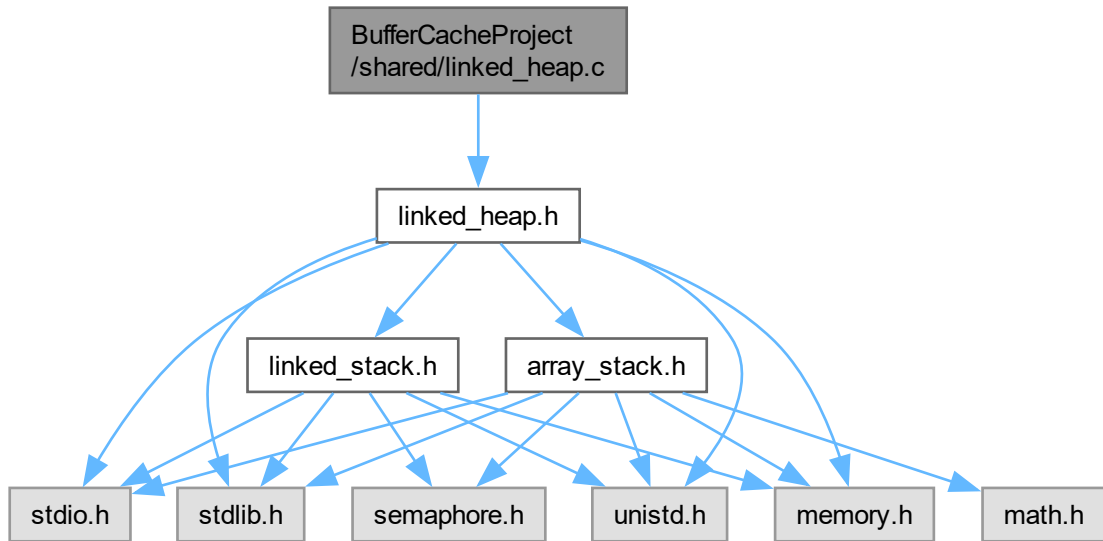 BufferCacheProject
/shared/linked_heap.c
linked_heap.h
linked_stack.h
array_stack.h
stdio.h
stdlib.h
semaphore.h
unistd.h
memory.h
math.h